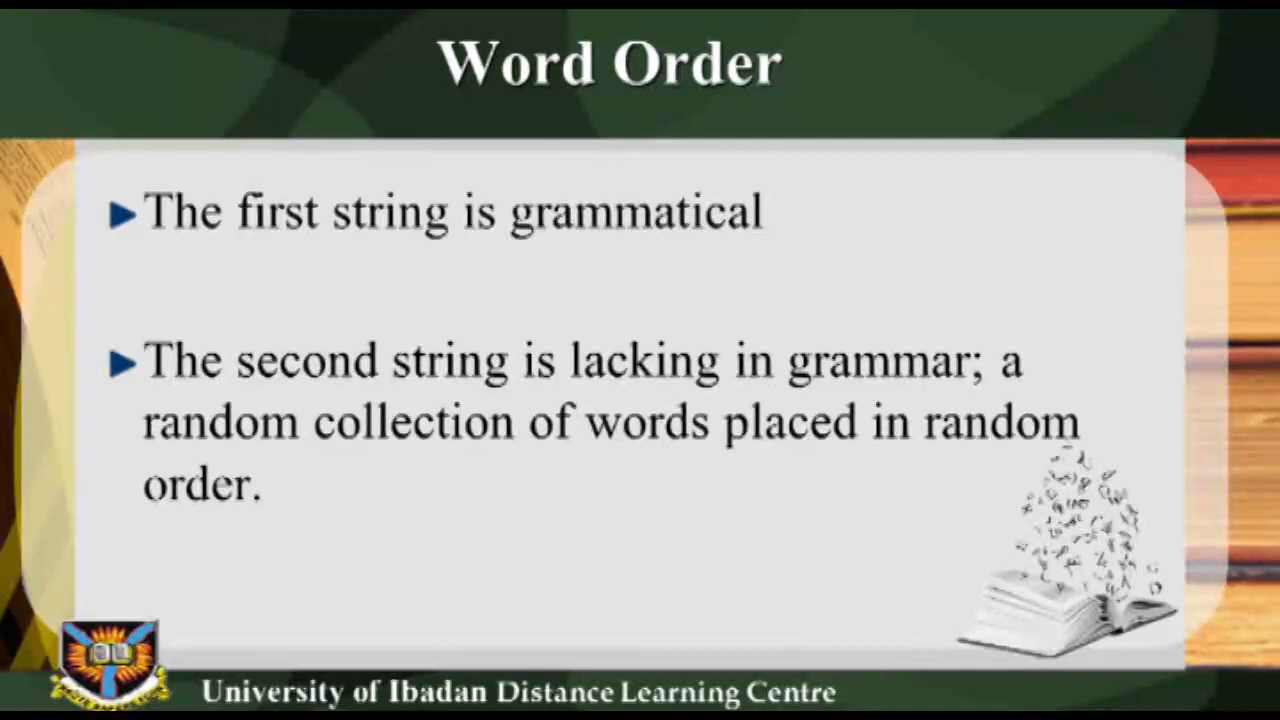 Word Order
The first string is grammatical
The second string is lacking in grammar; a
random collection of words placed in random
order.
University of Ibadan Distance Learning Centre